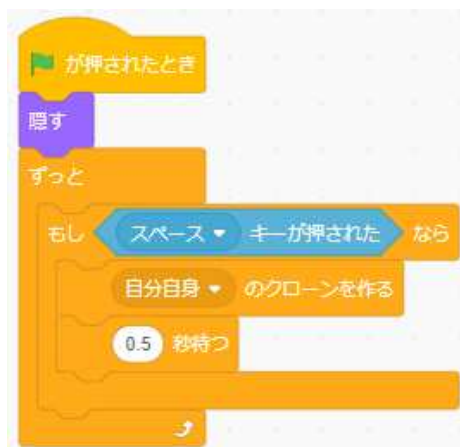 が押されたとき
隠す
ずっと
もし スペース キーが押された なら
自分自身 のクローンを作る
0.5 秒待つ